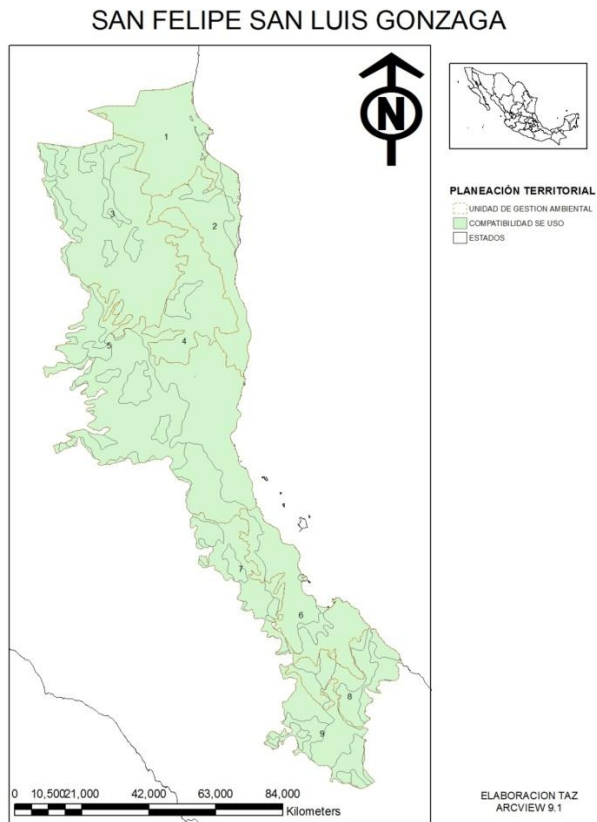 SAN FELIPE SAN LUIS GONZAGA
N
PLANEACIÓN TERRITORIAL
UNIDAD DE GESTION AMBIENTAL
COMPATIBILIDAD SE USO
ESTADOS
1
2
3
4
5
6
7
8
9
0 10,50021,000 42,000 63,000 84,000
Kilometers
ELABORACION TAZ
ARCVIEW 9.1